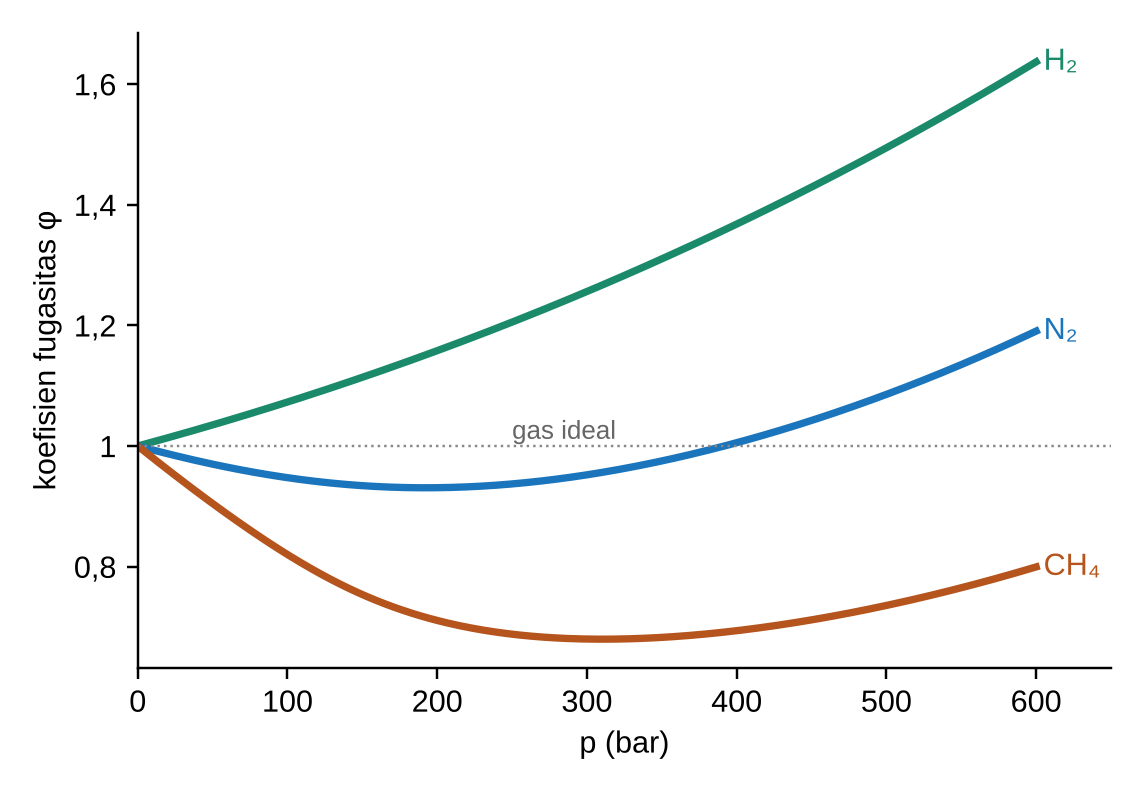 koefisien fugasitas φ
1,6
1,4
1,2
1
0,8
H₂
N₂
gas ideal
CH₄
0 100 200 300 400 500 600
p (bar)